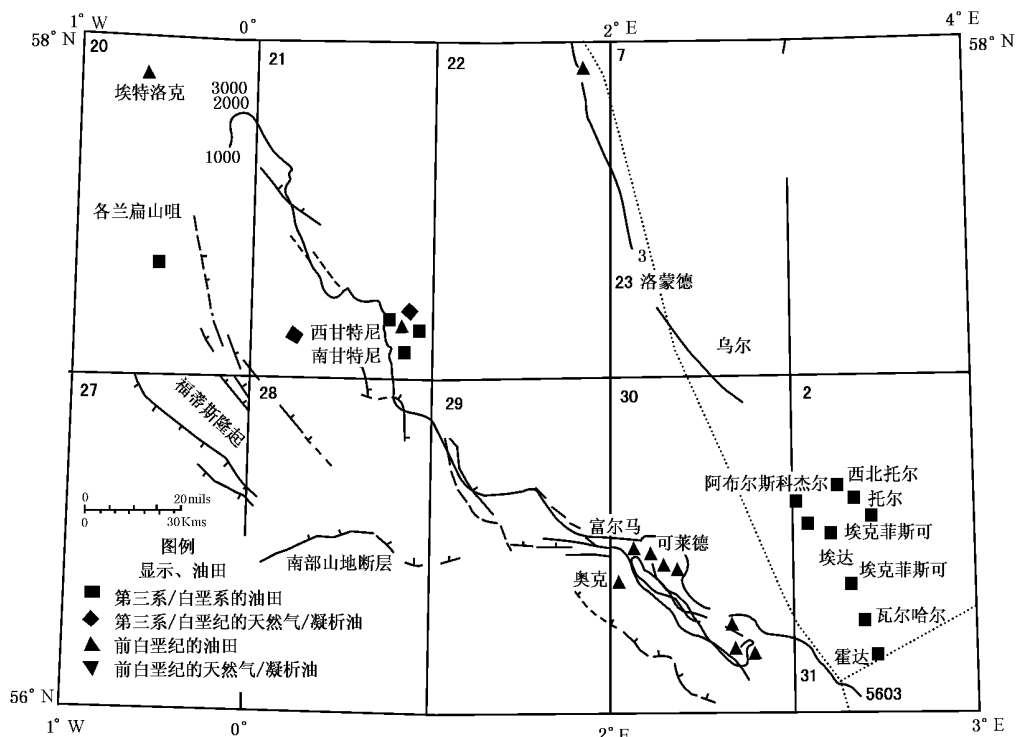 1° W
0°
2° E
4° E
58° N
58° N
20
21
22
7
埃特洛克
3000
2000
1000
各兰扁山咀
3
23 洛蒙德
西甘特尼
南甘特尼
乌尔
27
28
29
30
2
福蒂斯隆起
阿布尔斯科杰尔
西北托尔
托尔
0 20mils
0 30Kms
富尔马
可莱德
埃克菲斯可
图例
南部山地断层
埃达
显示、油田
奥克
埃克菲斯可
第三系/白垩系的油田
第三系/白垩纪的天然气/凝析油
瓦尔哈尔
前白垩纪的油田
霍达
前白垩纪的天然气/凝析油
31
5603
56° N
1° W
0°
2° E
3° E